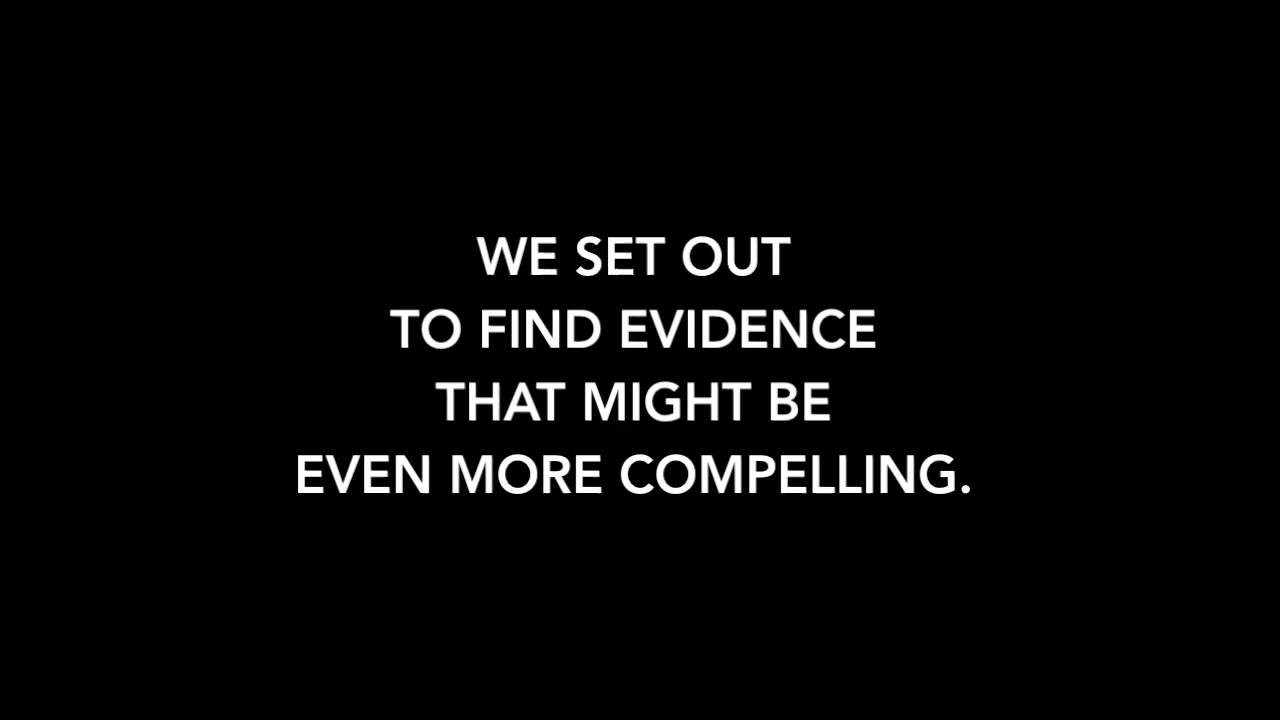 WE SET OUT
TO FIND EVIDENCE
THAT MIGHT BE
EVEN MORE COMPELLING.